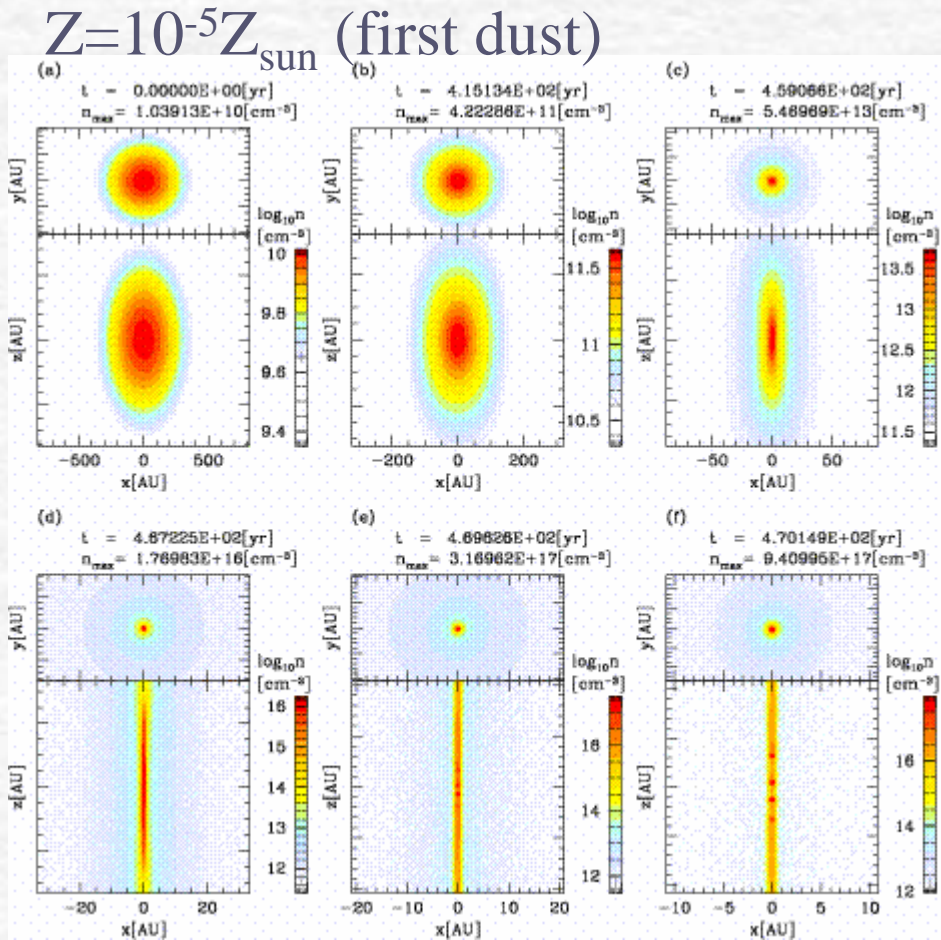 Z=10⁻⁵Z_sun (first dust)
(a)
t = 0.00000E+00[yr]
n_max = 1.03913E+10[cm⁻³]
(b)
t = 4.15134E+02[yr]
n_max = 4.22286E+11[cm⁻³]
(c)
t = 4.59066E+02[yr]
n_max = 5.46969E+13[cm⁻³]
y[AU]
y[AU]
y[AU]
log₁₀n
[cm⁻³]
log₁₀n
[cm⁻³]
log₁₀n
[cm⁻³]
z[AU]
10
9.8
9.6
9.4
z[AU]
11.5
11
10.5
z[AU]
13.5
13
12.5
12
11.5
−500 0 500
x[AU]
−200 0 200
x[AU]
−50 0 50
x[AU]
(d)
t = 4.67225E+02[yr]
n_max = 1.76983E+16[cm⁻³]
(e)
t = 4.69626E+02[yr]
n_max = 3.16962E+17[cm⁻³]
(f)
t = 4.70149E+02[yr]
n_max = 9.40995E+17[cm⁻³]
y[AU]
y[AU]
y[AU]
log₁₀n
[cm⁻³]
log₁₀n
[cm⁻³]
log₁₀n
[cm⁻³]
z[AU]
16
15
14
13
12
z[AU]
16
14
12
z[AU]
16
14
12
−20 0 20
x[AU]
−20 −10 0 10 20
x[AU]
−10 −5 0 5 10
x[AU]